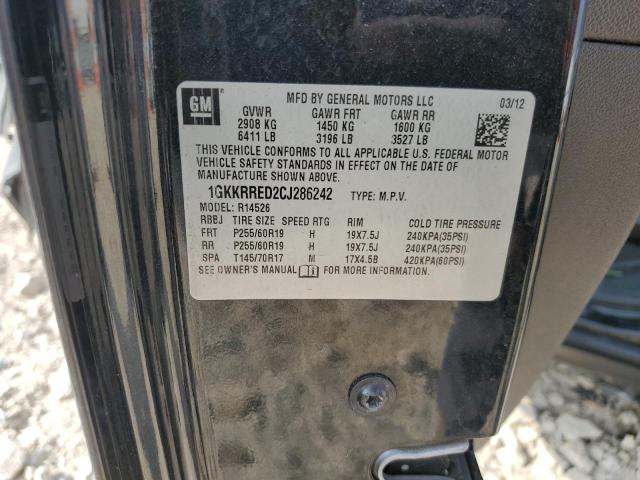 GM
MFD BY GENERAL MOTORS LLC 03/12
GVWR GAWR FRT GAWR RR
2908 KG 1450 KG 1600 KG
6411 LB 3196 LB 3527 LB
THIS VEHICLE CONFORMS TO ALL APPLICABLE U.S. FEDERAL MOTOR
VEHICLE SAFETY STANDARDS IN EFFECT ON THE DATE OF
MANUFACTURE SHOWN ABOVE.
1GKKRRED2CJ286242 TYPE: M.P.V.
MODEL: R14526
RBBJ TIRE SIZE SPEED RTG RIM COLD TIRE PRESSURE
FRT P255/60R19 H 19X7.5J 240KPA(35PSI)
RR P255/60R19 H 19X7.5J 240KPA(35PSI)
SPA T145/70R17 M 17X4.5B 420KPA(60PSI)
SEE OWNER'S MANUAL FOR MORE INFORMATION.